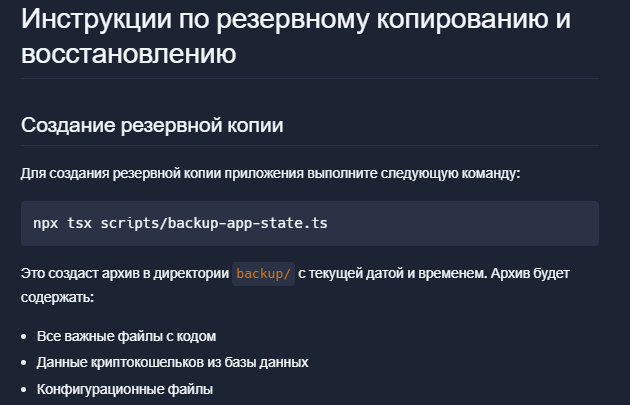 Инструкции по резервному копированию и
восстановлению
Создание резервной копии
Для создания резервной копии приложения выполните следующую команду:
npx tsx scripts/backup-app-state.ts
Это создаст архив в директории backup/ с текущей датой и временем. Архив будет
содержать:
• Все важные файлы с кодом
• Данные криптокошельков из базы данных
• Конфигурационные файлы